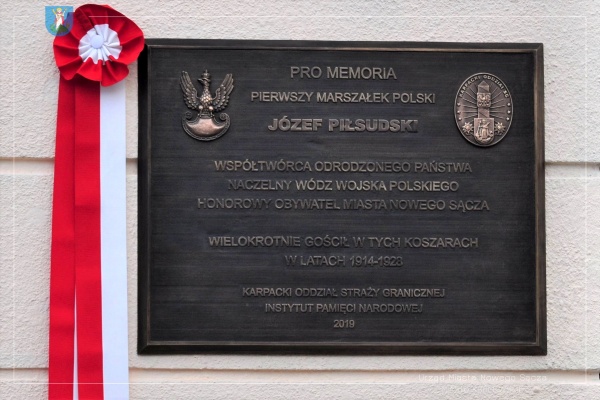 PRO MEMORIA
PIERWSZY MARSZAŁEK POLSKI
JÓZEF PIŁSUDSKI
WSPÓŁTWÓRCA ODRODZONEGO PAŃSTWA
NACZELNY WÓDZ WOJSKA POLSKIEGO
HONOROWY OBYWATEL MIASTA NOWEGO SĄCZA
WIELOKROTNIE GOŚCIŁ W TYCH KOSZARACH
W LATACH 1914-1928
KARPACKI ODDZIAŁ STRAŻY GRANICZNEJ
INSTYTUT PAMIĘCI NARODOWEJ
2019